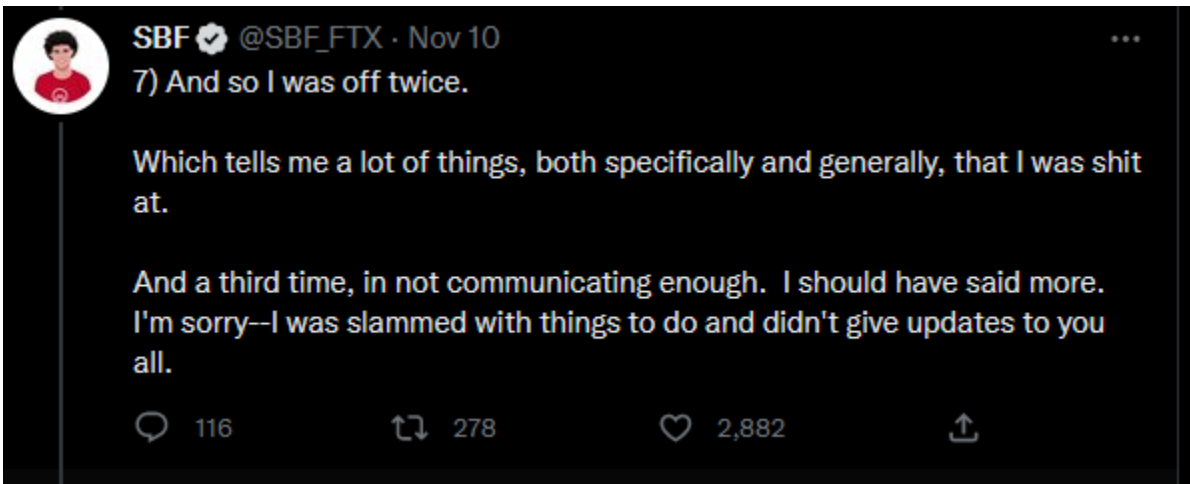 SBF @SBF_FTX · Nov 10
7) And so I was off twice.
Which tells me a lot of things, both specifically and generally, that I was shit
at.
And a third time, in not communicating enough.  I should have said more.
I'm sorry--I was slammed with things to do and didn't give updates to you
all.
116 278 2,882